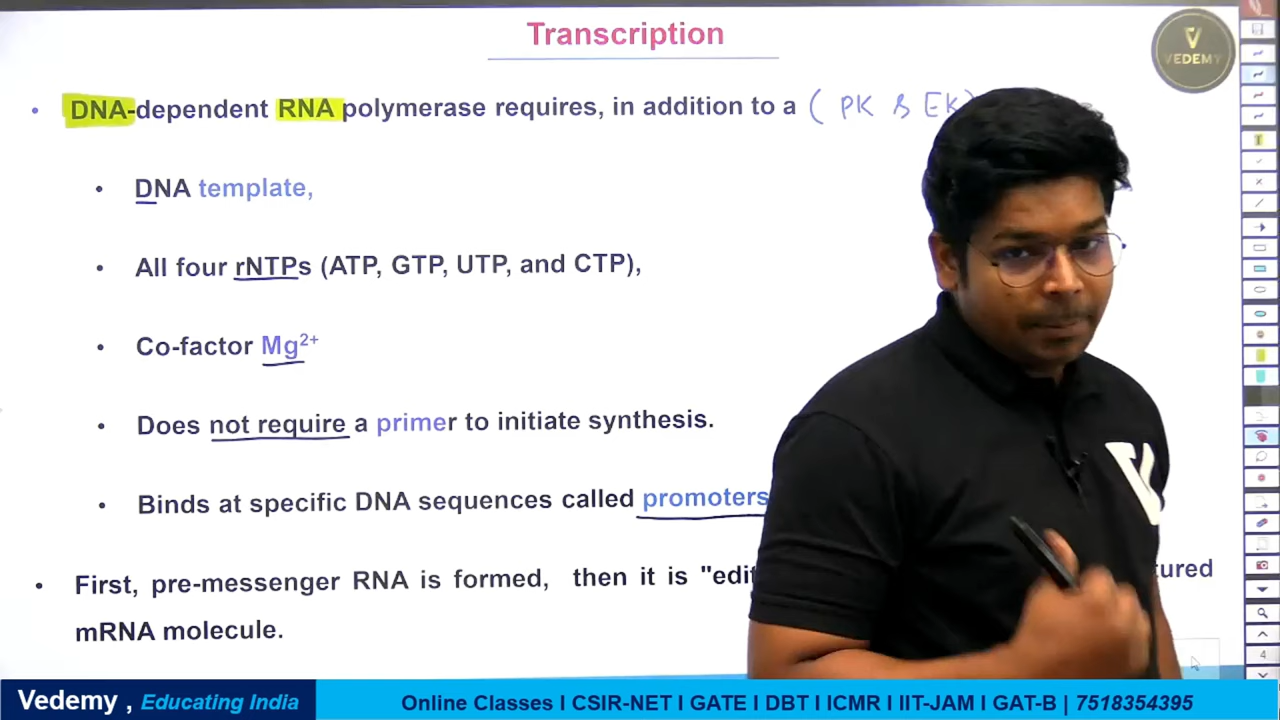 Transcription
VEDEMY
• DNA-dependent RNA polymerase requires, in addition to a ( PK & EK)
• DNA template,
• All four rNTPs (ATP, GTP, UTP, and CTP),
• Co-factor Mg²⁺
• Does not require a primer to initiate synthesis.
• Binds at specific DNA sequences called promoters
• First, pre-messenger RNA is formed, then it is "edit tured
mRNA molecule.
4
Vedemy , Educating India
Online Classes I CSIR-NET I GATE I DBT I ICMR I IIT-JAM I GAT-B | 7518354395